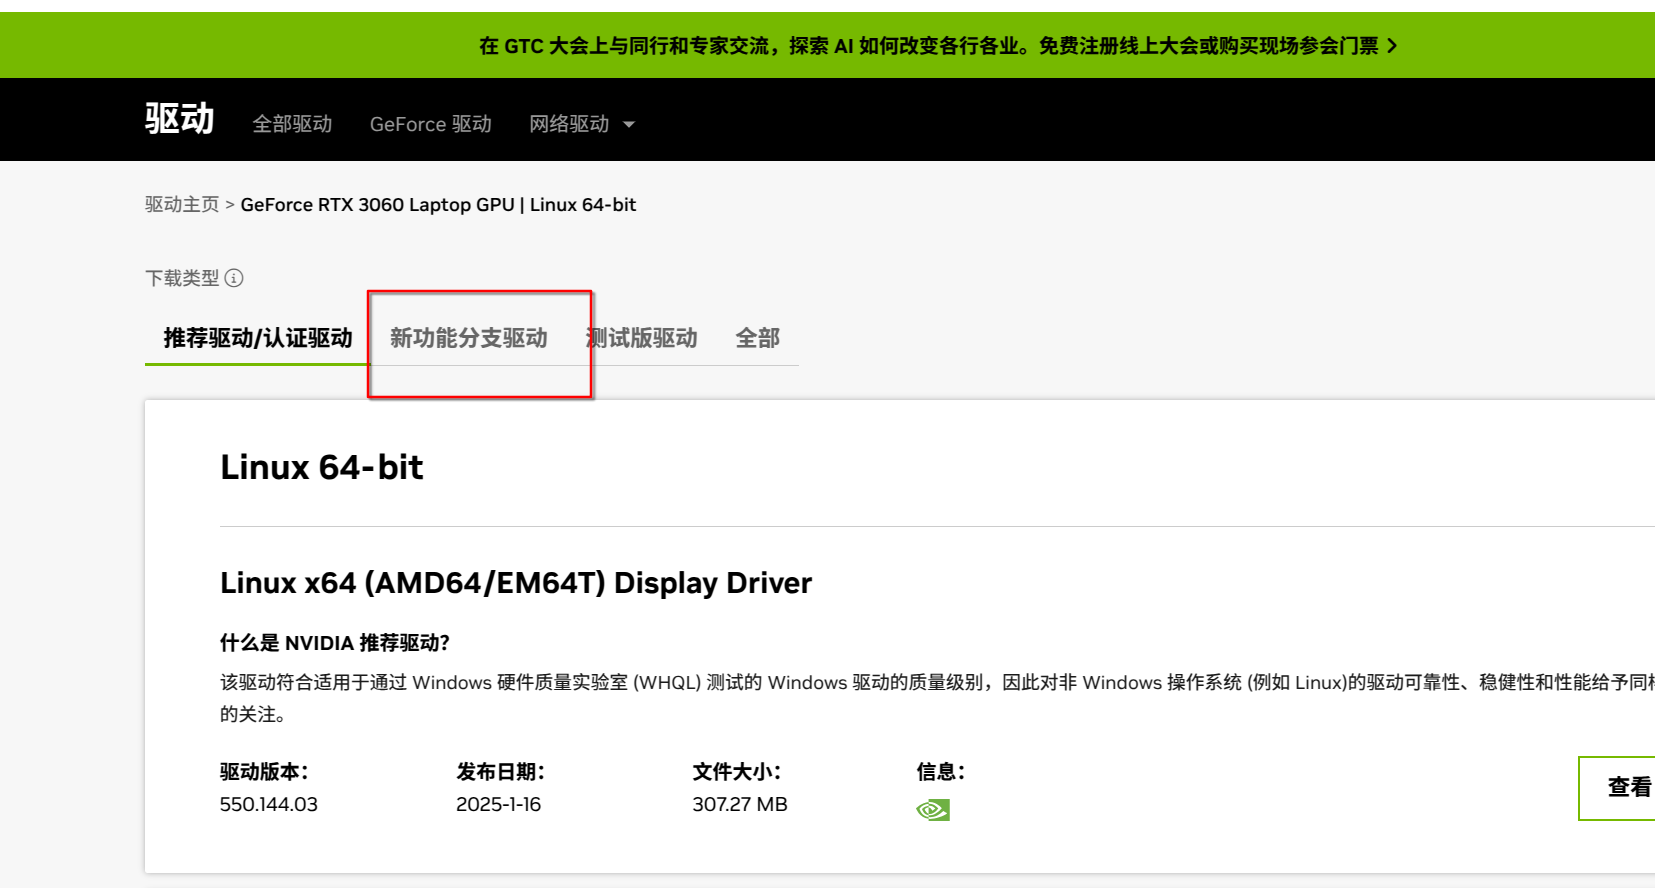 在 GTC 大会上与同行和专家交流，探索 AI 如何改变各行各业。免费注册线上大会或购买现场参会门票
驱动 全部驱动 GeForce 驱动 网络驱动
驱动主页 > GeForce RTX 3060 Laptop GPU | Linux 64-bit
下载类型
推荐驱动/认证驱动 新功能分支驱动 测试版驱动 全部
Linux 64-bit
Linux x64 (AMD64/EM64T) Display Driver
什么是 NVIDIA 推荐驱动？
该驱动符合适用于通过 Windows 硬件质量实验室 (WHQL) 测试的 Windows 驱动的质量级别，因此对非 Windows 操作系统 (例如 Linux)的驱动可靠性、稳健性和性能给予同
的关注。
驱动版本： 发布日期： 文件大小： 信息：
550.144.03 2025-1-16 307.27 MB
查看